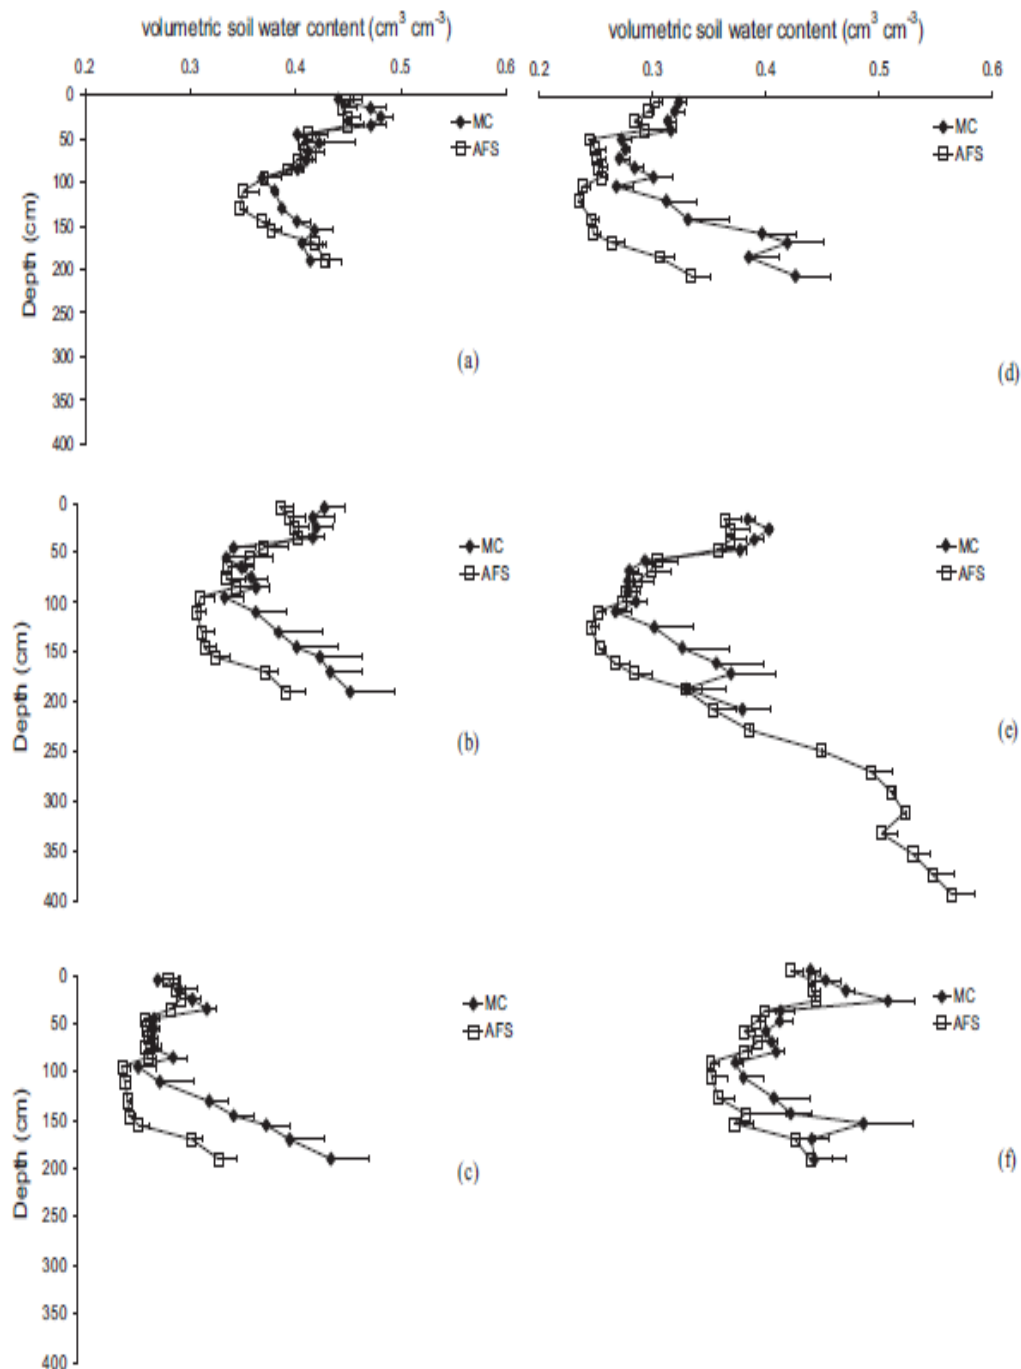 volumetric soil water content (cm³ cm⁻³)
0.2 0.3 0.4 0.5 0.6
Depth (cm)
0
50
100
150
200
250
300
350
400
MC
AFS
(a)
volumetric soil water content (cm³ cm⁻³)
0.2 0.3 0.4 0.5 0.6
MC
AFS
(d)
Depth (cm)
0
50
100
150
200
250
300
350
400
MC
AFS
(b)
MC
AFS
(e)
Depth (cm)
0
50
100
150
200
250
300
350
400
MC
AFS
(c)
MC
AFS
(f)